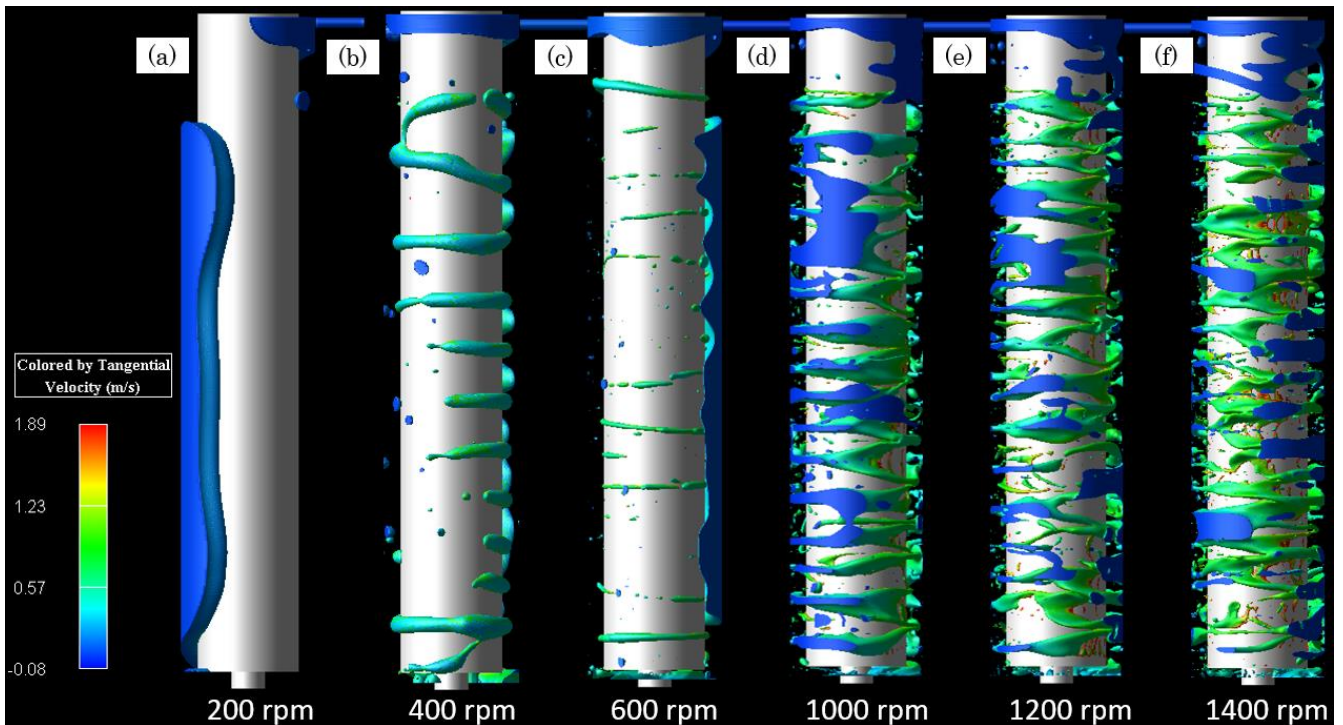 (a)
(b)
(c)
(d)
(e)
(f)
Colored by Tangential
Velocity (m/s)
1.89
1.23
0.57
-0.08
200 rpm
400 rpm
600 rpm
1000 rpm
1200 rpm
1400 rpm